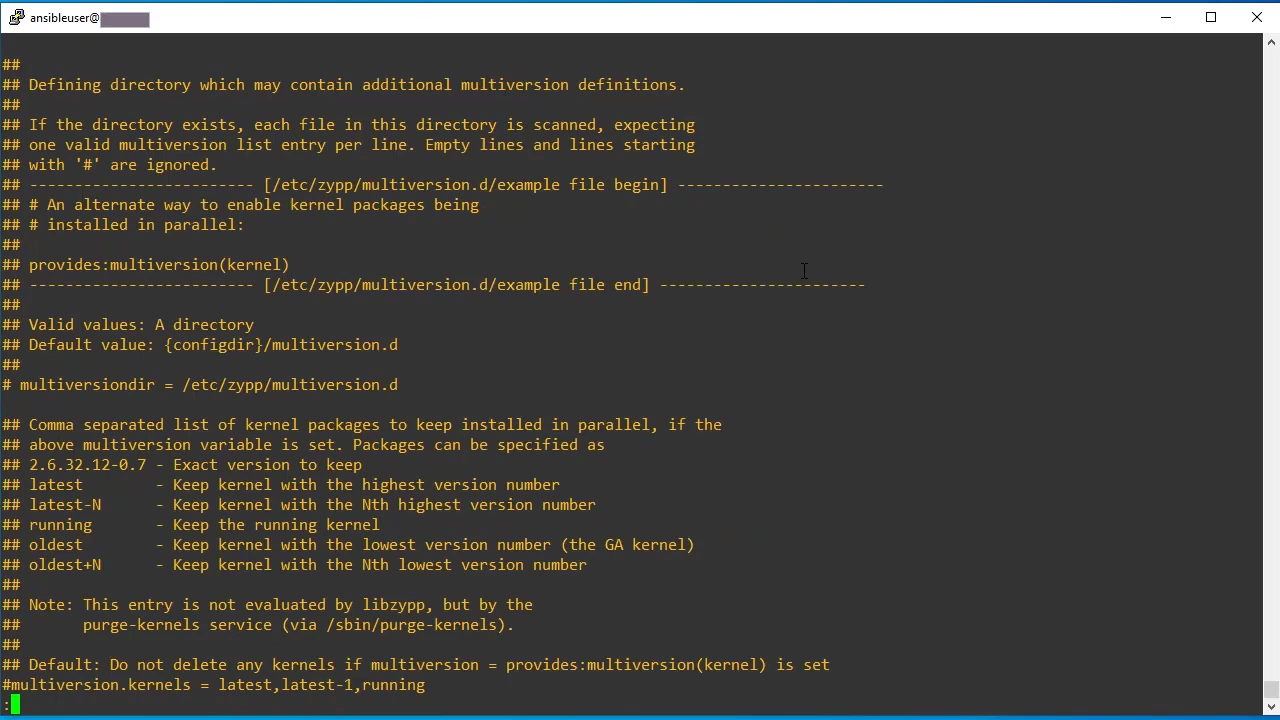 ansibleuser@
##
## Defining directory which may contain additional multiversion definitions.
##
## If the directory exists, each file in this directory is scanned, expecting
## one valid multiversion list entry per line. Empty lines and lines starting
## with '#' are ignored.
## ------------------------- [/etc/zypp/multiversion.d/example file begin] -----------------------
## # An alternate way to enable kernel packages being
## # installed in parallel:
##
## provides:multiversion(kernel)
## ------------------------- [/etc/zypp/multiversion.d/example file end] -----------------------
##
## Valid values: A directory
## Default value: {configdir}/multiversion.d
##
# multiversiondir = /etc/zypp/multiversion.d
## Comma separated list of kernel packages to keep installed in parallel, if the
## above multiversion variable is set. Packages can be specified as
## 2.6.32.12-0.7 - Exact version to keep
## latest        - Keep kernel with the highest version number
## latest-N      - Keep kernel with the Nth highest version number
## running       - Keep the running kernel
## oldest        - Keep kernel with the lowest version number (the GA kernel)
## oldest+N      - Keep kernel with the Nth lowest version number
##
## Note: This entry is not evaluated by libzypp, but by the
##       purge-kernels service (via /sbin/purge-kernels).
##
## Default: Do not delete any kernels if multiversion = provides:multiversion(kernel) is set
#multiversion.kernels = latest,latest-1,running
: